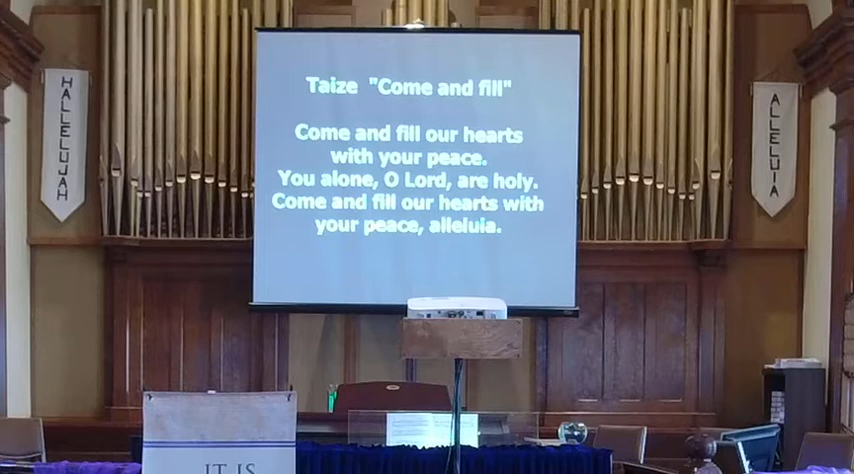 HALLELUJAH
Taize "Come and fill"
Come and fill our hearts
with your peace.
You alone, O Lord, are holy.
Come and fill our hearts with
your peace, alleluia.
ALLELUIA
IT IS